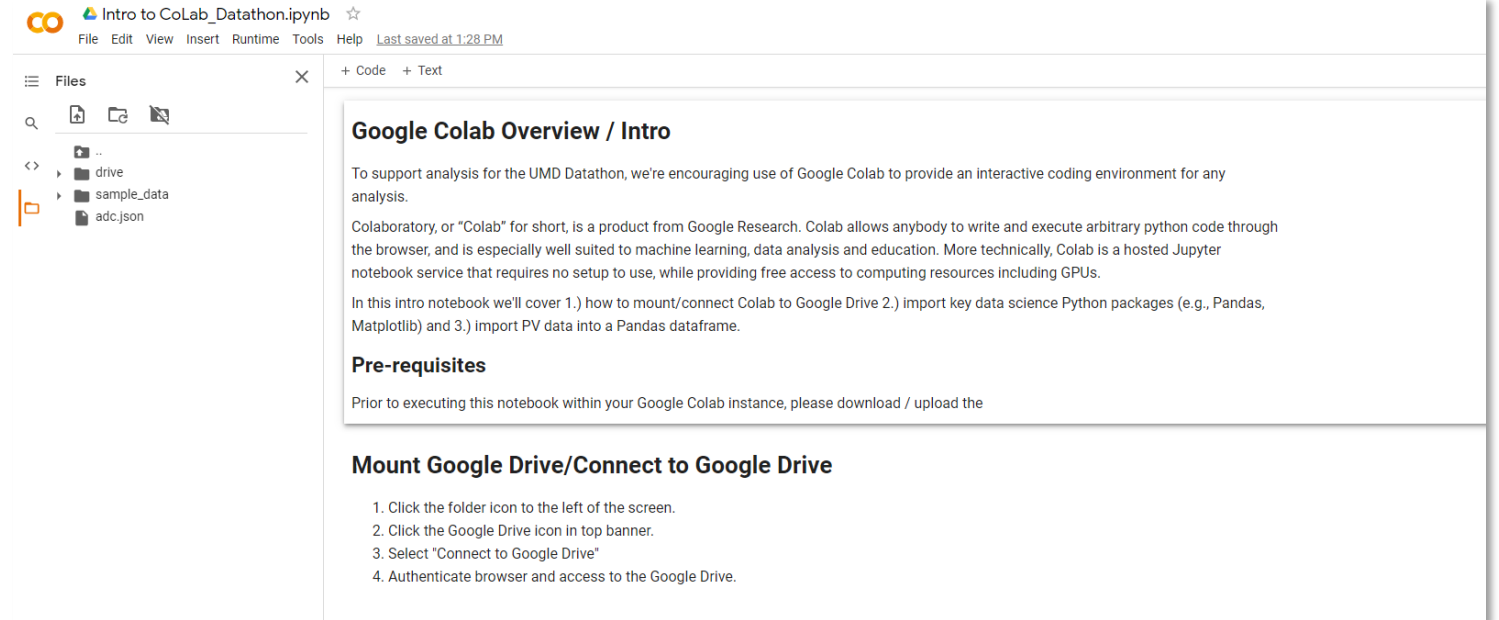 Intro to CoLab_Datathon.ipynb
File Edit View Insert Runtime Tools Help Last saved at 1:28 PM
Files
+ Code + Text
..
drive
sample_data
adc.json
Google Colab Overview / Intro
To support analysis for the UMD Datathon, we're encouraging use of Google Colab to provide an interactive coding environment for any
analysis.
Colaboratory, or “Colab” for short, is a product from Google Research. Colab allows anybody to write and execute arbitrary python code through
the browser, and is especially well suited to machine learning, data analysis and education. More technically, Colab is a hosted Jupyter
notebook service that requires no setup to use, while providing free access to computing resources including GPUs.
In this intro notebook we'll cover 1.) how to mount/connect Colab to Google Drive 2.) import key data science Python packages (e.g., Pandas,
Matplotlib) and 3.) import PV data into a Pandas dataframe.
Pre-requisites
Prior to executing this notebook within your Google Colab instance, please download / upload the
Mount Google Drive/Connect to Google Drive
1. Click the folder icon to the left of the screen.
2. Click the Google Drive icon in top banner.
3. Select "Connect to Google Drive"
4. Authenticate browser and access to the Google Drive.